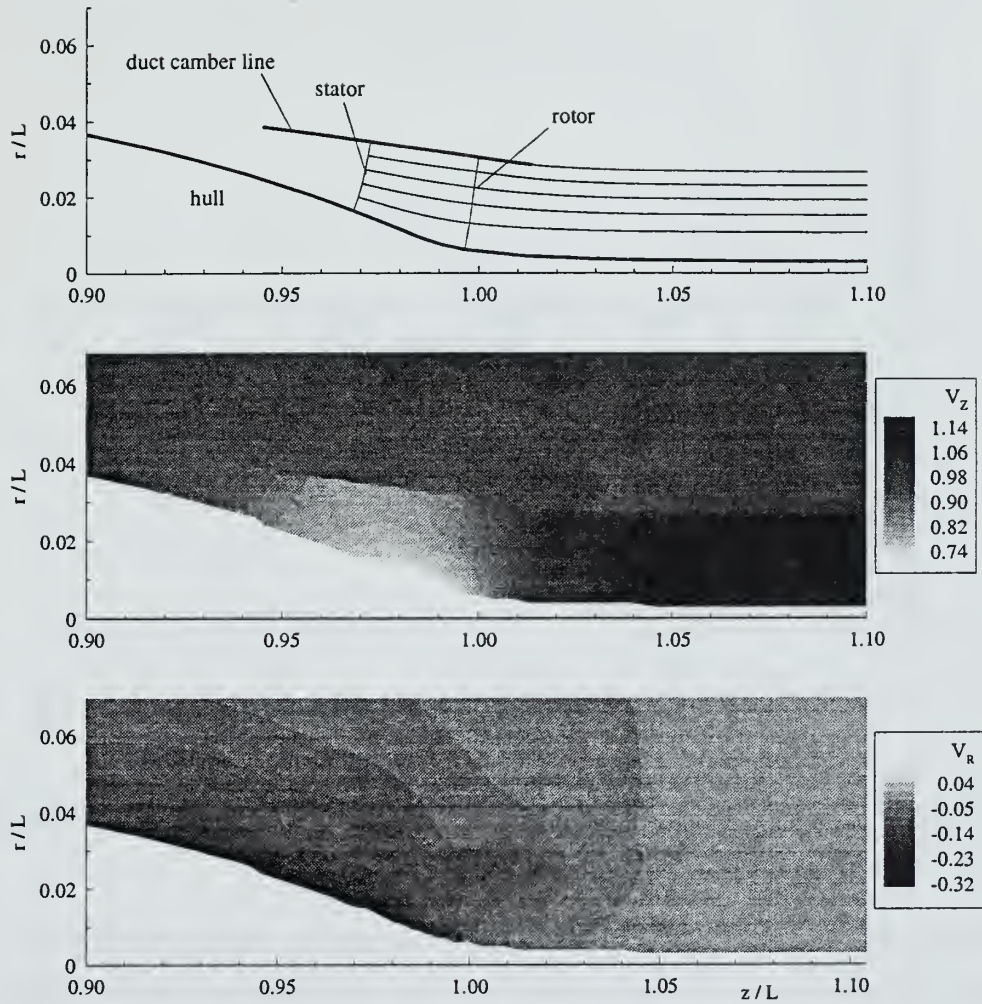 0.06
duct camber line
stator
rotor
0.04
r / L
0.02
hull
0
0.90 0.95 1.00 1.05 1.10
0.06
0.04
r / L
0.02
0
0.90 0.95 1.00 1.05 1.10
V_Z
1.14
1.06
0.98
0.90
0.82
0.74
0.06
0.04
r / L
0.02
0
0.90 0.95 1.00 1.05 1.10
z / L
V_R
0.04
-0.05
-0.14
-0.23
-0.32